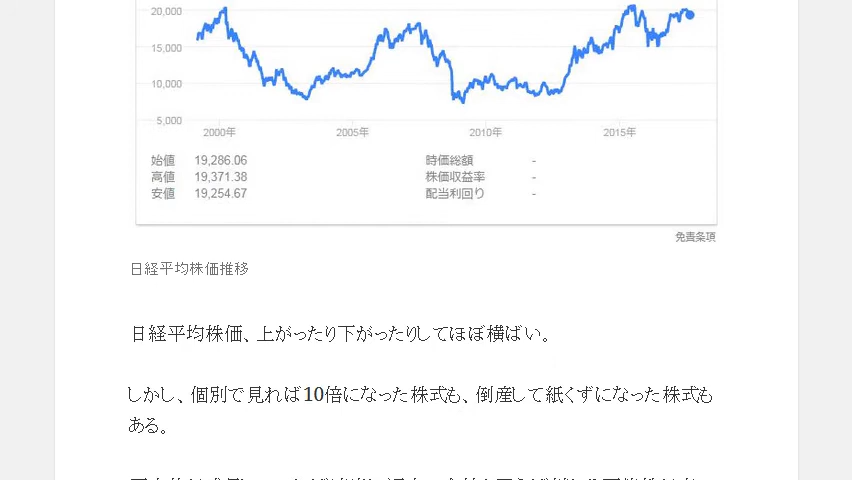 20,000
15,000
10,000
5,000
2000年 2005年 2010年 2015年
始値 19,286.06 時価総額 -
高値 19,371.38 株価収益率 -
安値 19,254.67 配当利回り -
免責条項
日経平均株価推移
日経平均株価、上がったり下がったりしてほぼ横ばい。
しかし、個別で見れば10倍になった株式も、倒産して紙くずになった株式も
ある。